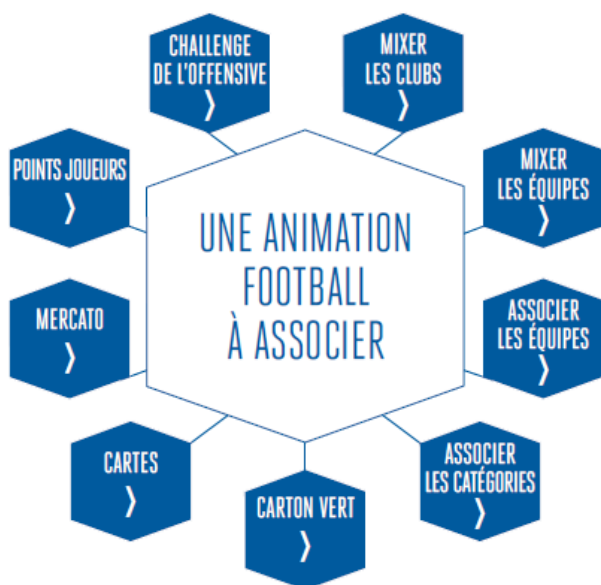 CHALLENGE
DE L'OFFENSIVE
MIXER
LES CLUBS
POINTS JOUEURS
MIXER
LES ÉQUIPES
UNE ANIMATION
FOOTBALL
À ASSOCIER
MERCATO
ASSOCIER
LES ÉQUIPES
CARTES
CARTON VERT
ASSOCIER
LES CATÉGORIES